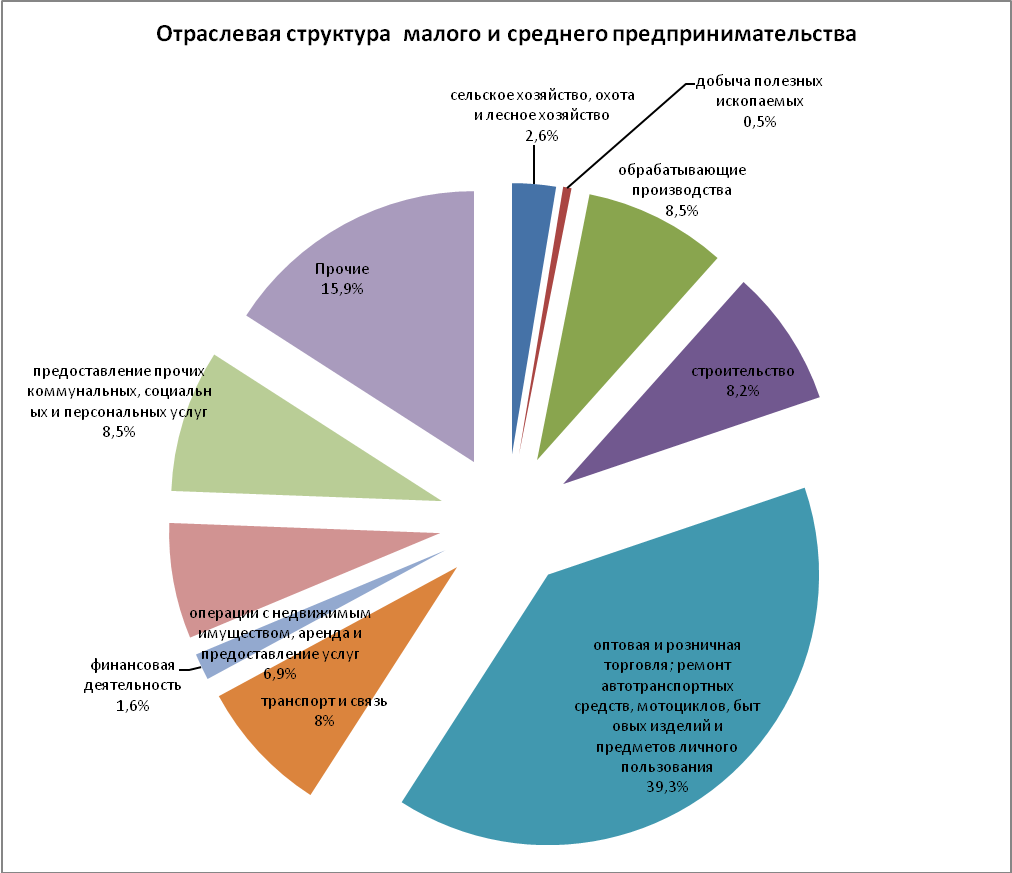 Отраслевая структура малого и среднего предпринимательства
сельское хозяйство, охота
и лесное хозяйство
2,6%
добыча полезных
ископаемых
0,5%
обрабатывающие
производства
8,5%
строительство
8,2%
оптовая и розничная
торговля; ремонт
автотранспортных
средств, мотоциклов, быт
овых изделий и
предметов личного
пользования
39,3%
транспорт и связь
8%
финансовая
деятельность
1,6%
операции с недвижимым
имуществом, аренда и
предоставление услуг
6,9%
предоставление прочих
коммунальных, социальн
ых и персональных услуг
8,5%
Прочие
15,9%